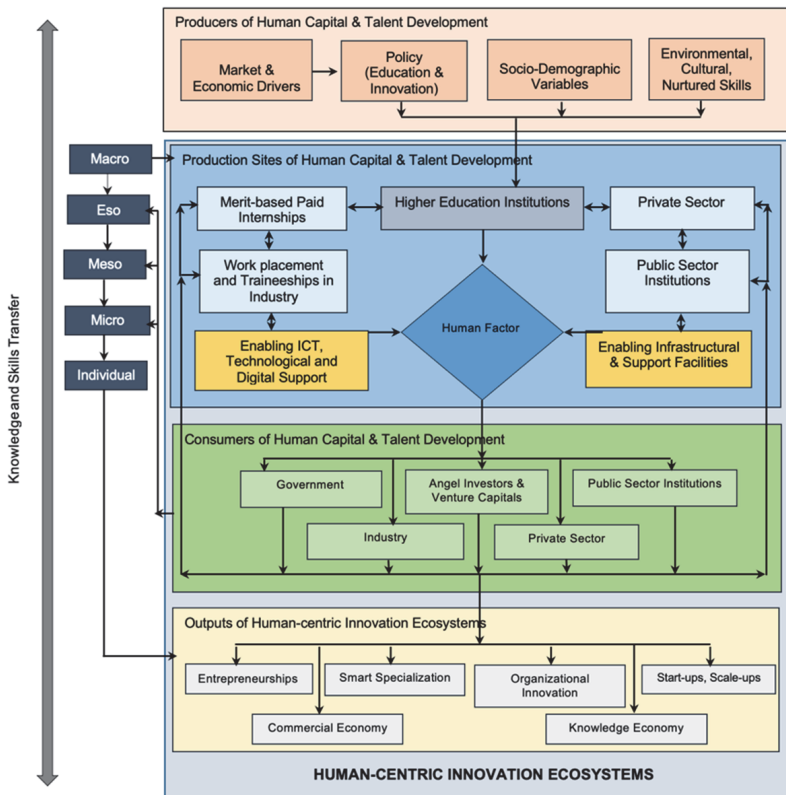 Producers of Human Capital & Talent Development
Market &
Economic Drivers
Policy
(Education &
Innovation)
Socio-Demographic
Variables
Environmental,
Cultural,
Nurtured Skills
Knowledge and Skills Transfer
Macro
Eso
Meso
Micro
Individual
Production Sites of Human Capital & Talent Development
Merit-based Paid
Internships
Higher Education Institutions
Private Sector
Work placement
and Traineeships in
Industry
Public Sector
Institutions
Human Factor
Enabling ICT,
Technological and
Digital Support
Enabling Infrastructural
& Support Facilities
Consumers of Human Capital & Talent Development
Government
Angel Investors &
Venture Capitals
Public Sector Institutions
Industry
Private Sector
Outputs of Human-centric Innovation Ecosystems
Entrepreneurships
Smart Specialization
Organizational
Innovation
Start-ups, Scale-ups
Commercial Economy
Knowledge Economy
HUMAN-CENTRIC INNOVATION ECOSYSTEMS